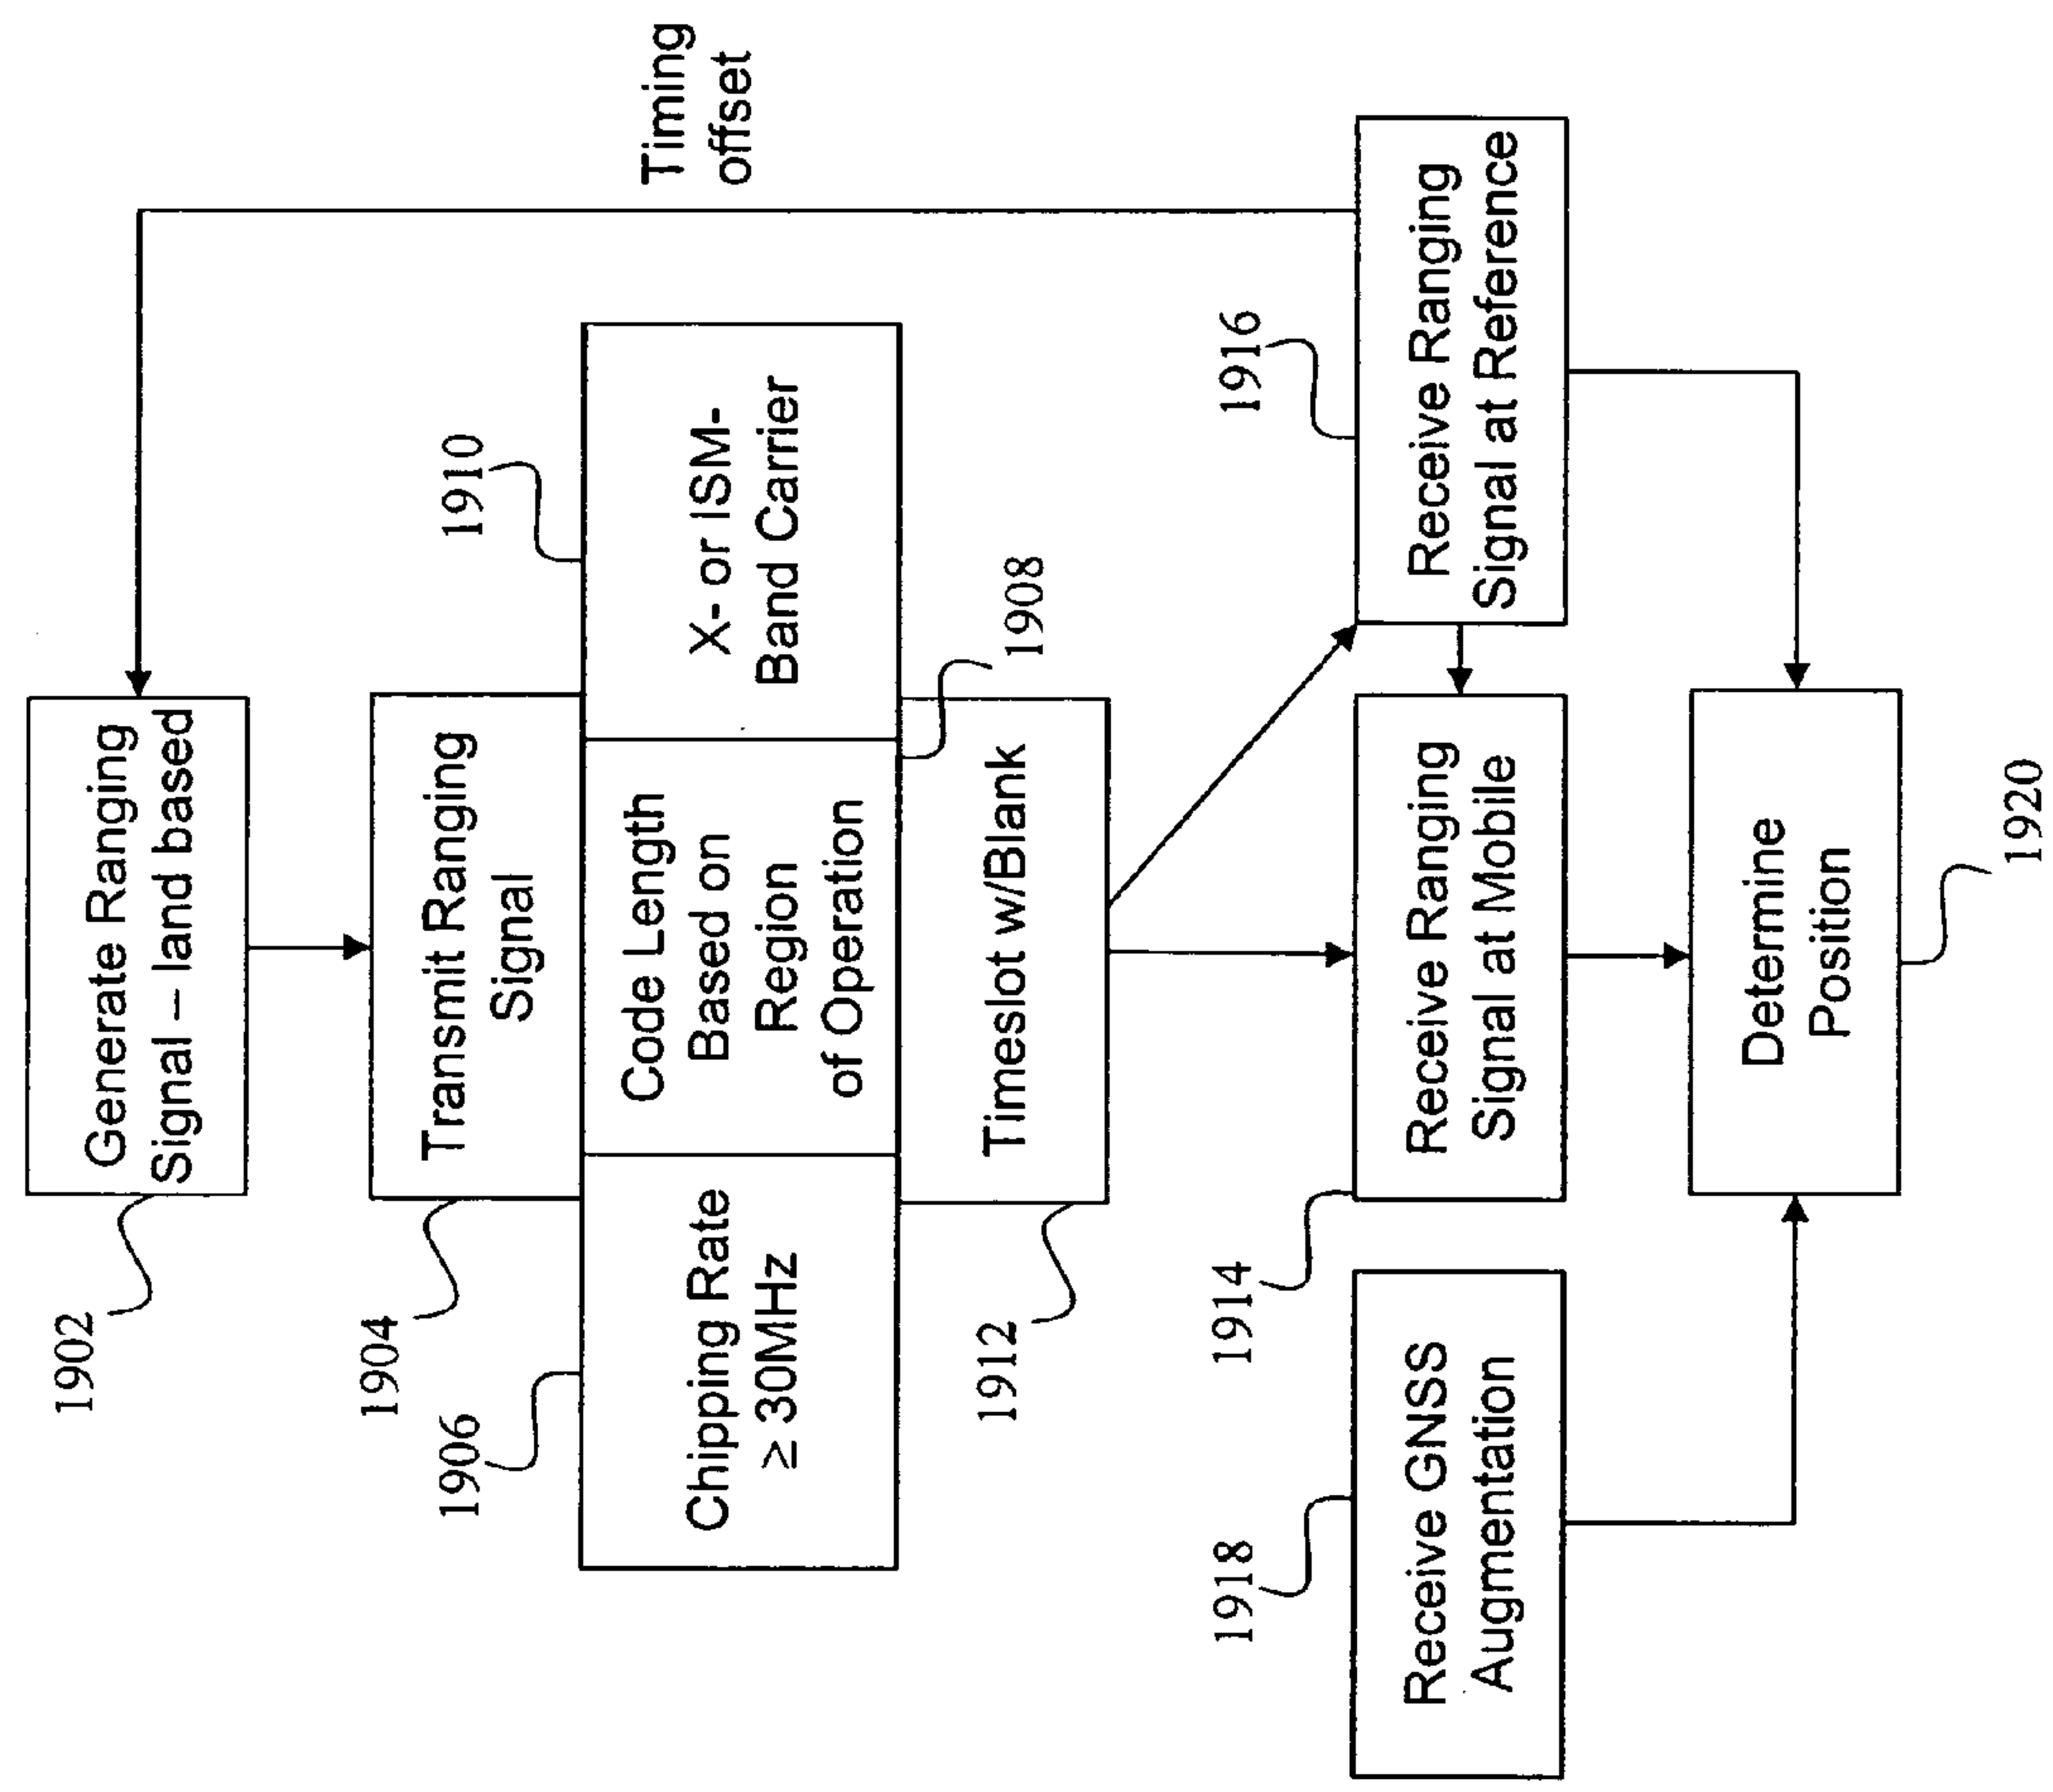 1902
Generate Ranging
Signal – land based
1904
Transmit Ranging
Signal
1906
Chipping Rate
≥ 30MHz
Code Length
Based on
Region
of Operation
1908
1910
X- or ISM-
Band Carrier
1912
Timeslot w/Blank
Timing
offset
1918
Receive GNSS
Augmentation
1914
Receive Ranging
Signal at Mobile
1916
Receive Ranging
Signal at Reference
Determine
Position
1920